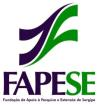 FAPESE
Fundação de Apoio à Pesquisa e Extensão de Sergipe